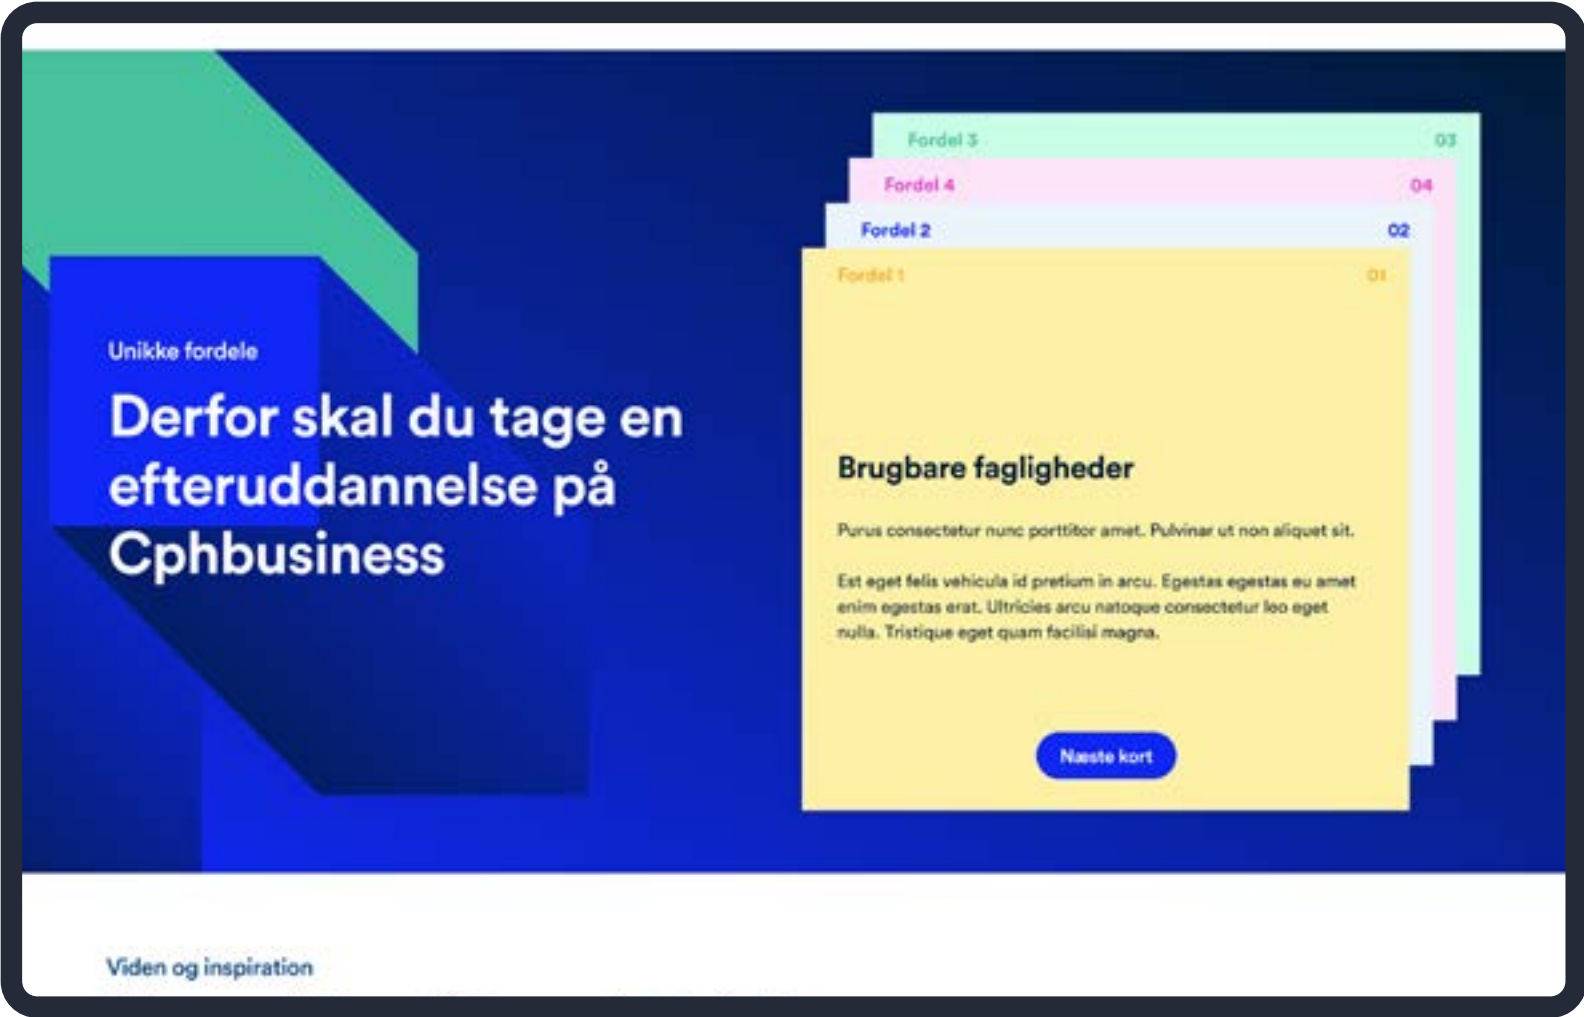 Unikke fordele
Derfor skal du tage en
efteruddannelse på
Cphbusiness
Fordel 3 03
Fordel 4 04
Fordel 2 02
Fordel 1 01
Brugbare fagligheder
Purus consectetur nunc porttitor amet. Pulvinar ut non aliquet sit.
Est eget felis vehicula id pretium in arcu. Egestas egestas eu amet
enim egestas erat. Ultricies arcu natoque consectetur leo eget
nulla. Tristique eget quam facilisi magna.
Næste kort
Viden og inspiration